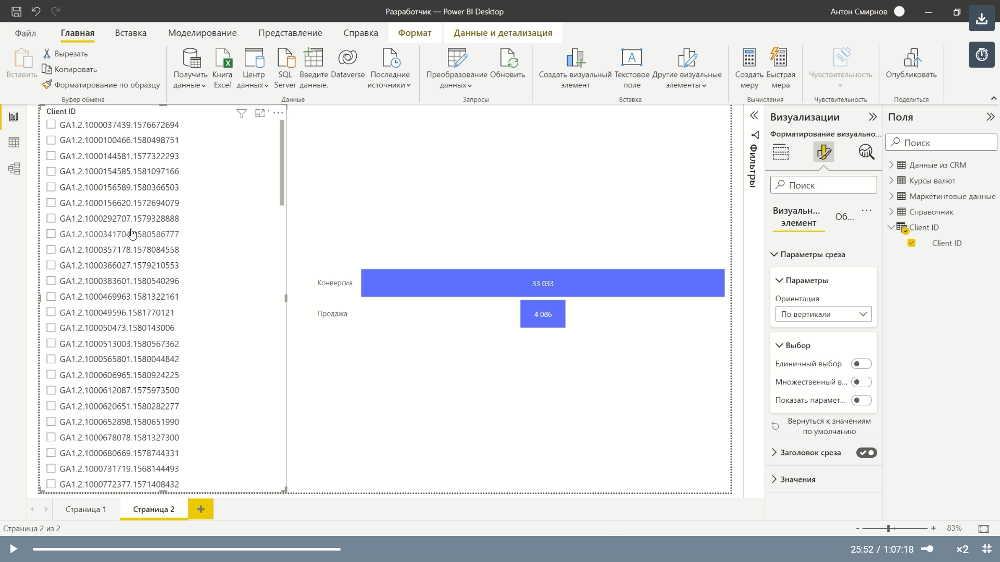 Разработчик — Power BI Desktop
Антон Смирнов
Файл
Главная
Вставка
Моделирование
Представление
Справка
Формат
Данные и детализация
Вставить
Вырезать
Копировать
Форматирование по образцу
Буфер обмена
Получить данные
Книга Excel
Центр данных
SQL Server
Введите данные.
Dataverse
Последние источники
Данные
Преобразование данных
Обновить
Запросы
Создать визуальный элемент
Текстовое поле
Другие визуальные элементы
Вставка
Создать меру
Быстрая мера
Вычисления
Чувствительность
Чувствительность
Опубликовать
Поделиться
Client ID
GA1.2.1000037439.1576672694
GA1.2.1000100466.1580498751
GA1.2.1000144581.1577322293
GA1.2.1000154585.1581097166
GA1.2.1000156589.1580366503
GA1.2.1000156620.1572694079
GA1.2.1000292707.1579328888
GA1.2.100034170 580586777
GA1.2.1000357178.1578084558
GA1.2.1000366027.1579210553
GA1.2.1000383601.1580540296
GA1.2.1000469963.1581322161
GA1.2.100049596.1581770121
GA1.2.100050473.1580143006
GA1.2.1000513003.1580567362
GA1.2.1000565801.1580044842
GA1.2.1000606965.1580924225
GA1.2.1000612087.1575973500
GA1.2.1000620651.1580282277
GA1.2.1000652898.1580651990
GA1.2.1000678078.1581327300
GA1.2.1000680669.1578744331
GA1.2.1000731719.1568144493
GA1.2.1000772377.1571408432
Конверсия
33 033
Продажа
4 086
Фильтры
Визуализации
Форматирование визуально...
Поиск
Визуальн... элемент
Об...
Параметры среза
Параметры
Ориентация
По вертикали
Выбор
Единичный выбор
Множественный в...
Показать парамет...
Вернуться к значениям
по умолчанию
Заголовок среза
Значения
Поля
Поиск
Данные из CRM
Курсы валют
Маркетинговые данные
Справочник
Client ID
Client ID
Страница 1
Страница 2
Страница 2 из 2
83%
25:52 / 1:07:18
×2